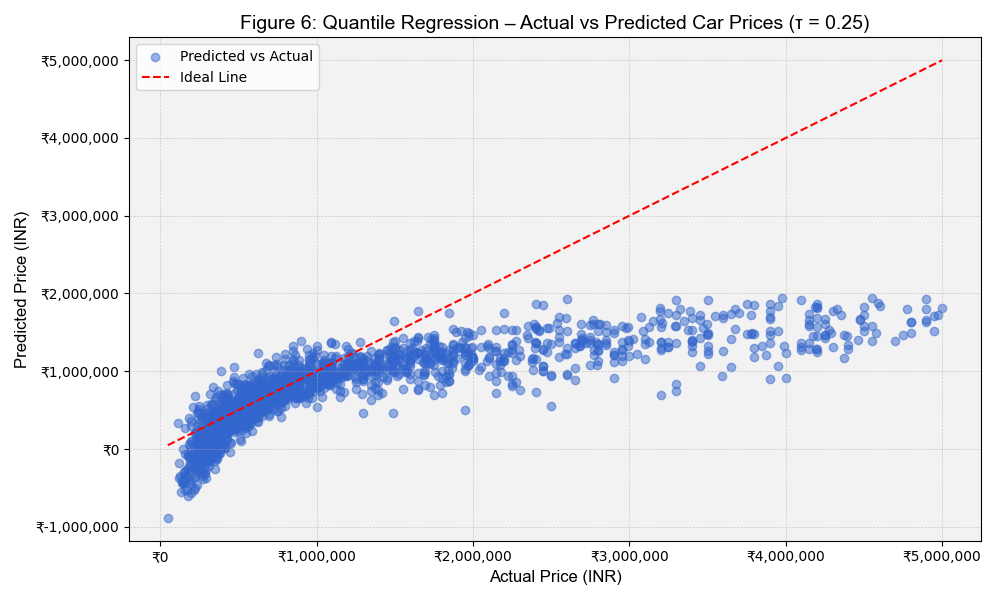 Figure 6: Quantile Regression – Actual vs Predicted Car Prices (τ = 0.25)
Predicted vs Actual
Ideal Line
₹5,000,000
₹4,000,000
₹3,000,000
₹2,000,000
₹1,000,000
₹0
₹-1,000,000
Predicted Price (INR)
₹0 ₹1,000,000 ₹2,000,000 ₹3,000,000 ₹4,000,000 ₹5,000,000
Actual Price (INR)